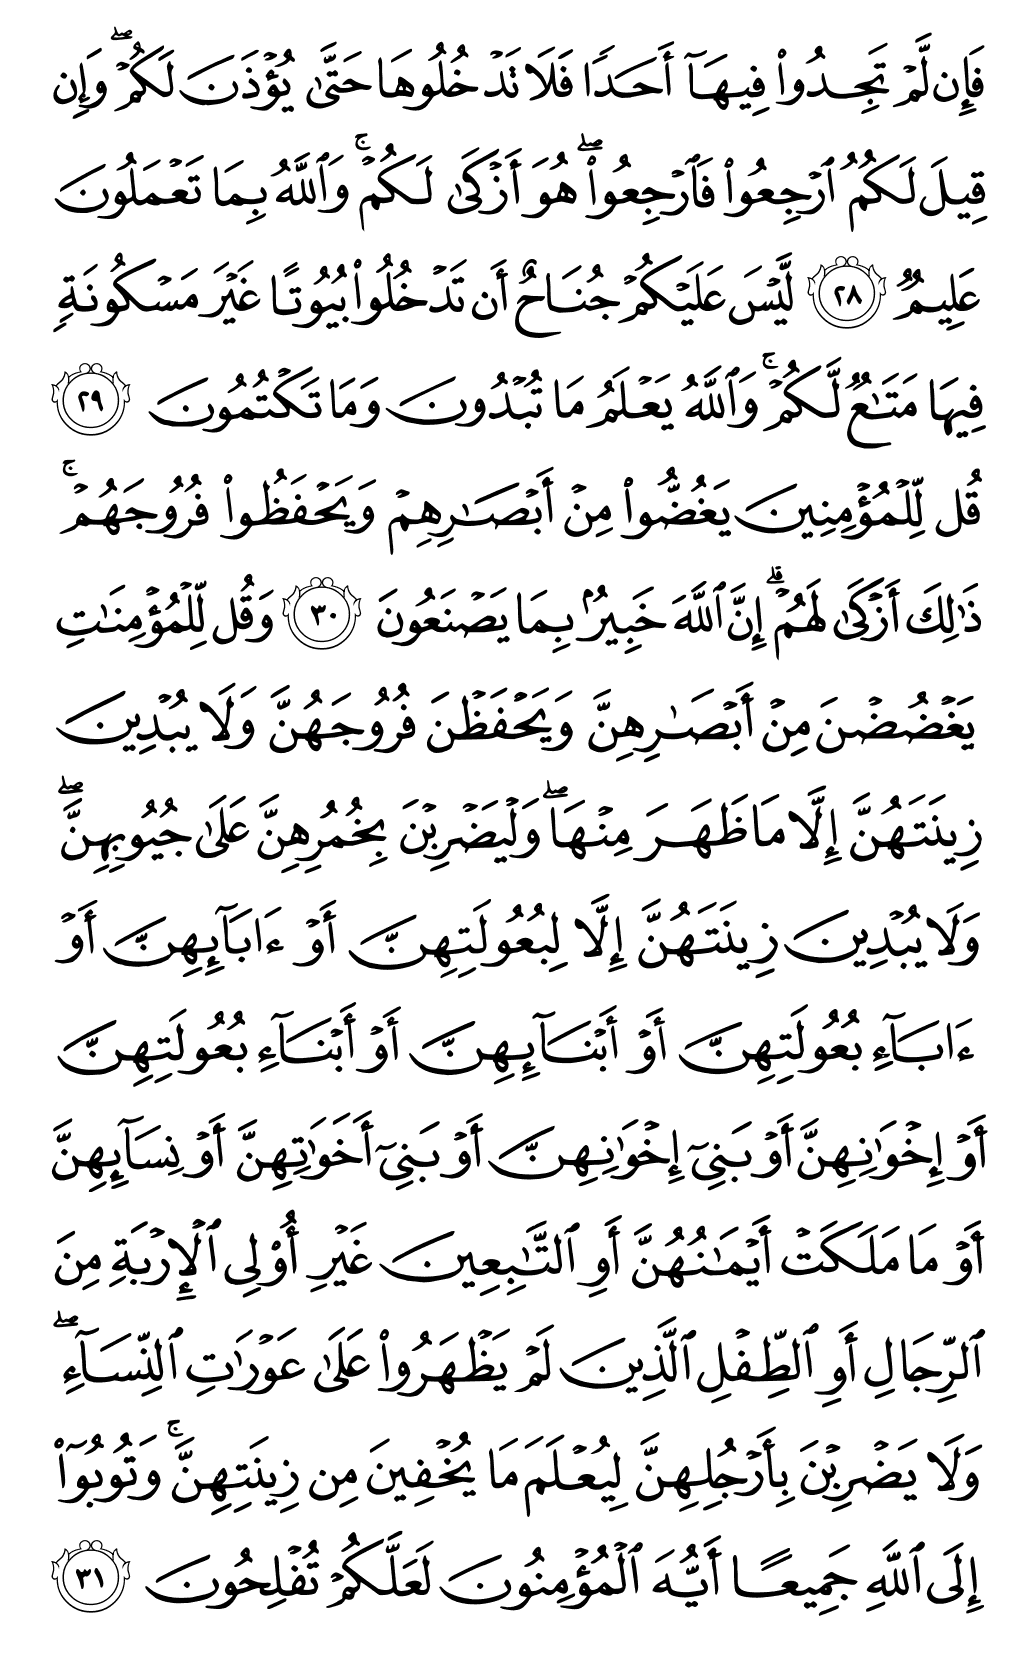 فَإِن لَّمْ تَجِدُوا۟ فِيهَآ أَحَدًا فَلَا تَدْخُلُوهَا حَتَّىٰ يُؤْذَنَ لَكُمْ ۖ وَإِن
قِيلَ لَكُمُ ٱرْجِعُوا۟ فَٱرْجِعُوا۟ ۖ هُوَ أَزْكَىٰ لَكُمْ ۚ وَٱللَّهُ بِمَا تَعْمَلُونَ
عَلِيمٌ ٢٨ لَّيْسَ عَلَيْكُمْ جُنَاحٌ أَن تَدْخُلُوا۟ بُيُوتًا غَيْرَ مَسْكُونَةٍ
فِيهَا مَتَـٰعٌ لَّكُمْ ۚ وَٱللَّهُ يَعْلَمُ مَا تُبْدُونَ وَمَا تَكْتُمُونَ ٢٩
قُل لِّلْمُؤْمِنِينَ يَغُضُّوا۟ مِنْ أَبْصَـٰرِهِمْ وَيَحْفَظُوا۟ فُرُوجَهُمْ ۚ
ذَٰلِكَ أَزْكَىٰ لَهُمْ ۗ إِنَّ ٱللَّهَ خَبِيرٌۢ بِمَا يَصْنَعُونَ ٣٠ وَقُل لِّلْمُؤْمِنَـٰتِ
يَغْضُضْنَ مِنْ أَبْصَـٰرِهِنَّ وَيَحْفَظْنَ فُرُوجَهُنَّ وَلَا يُبْدِينَ
زِينَتَهُنَّ إِلَّا مَا ظَهَرَ مِنْهَا ۖ وَلْيَضْرِبْنَ بِخُمُرِهِنَّ عَلَىٰ جُيُوبِهِنَّ ۖ
وَلَا يُبْدِينَ زِينَتَهُنَّ إِلَّا لِبُعُولَتِهِنَّ أَوْ ءَابَآئِهِنَّ أَوْ
ءَابَآءِ بُعُولَتِهِنَّ أَوْ أَبْنَآئِهِنَّ أَوْ أَبْنَآءِ بُعُولَتِهِنَّ
أَوْ إِخْوَٰنِهِنَّ أَوْ بَنِىٓ إِخْوَٰنِهِنَّ أَوْ بَنِىٓ أَخَوَٰتِهِنَّ أَوْ نِسَآئِهِنَّ
أَوْ مَا مَلَكَتْ أَيْمَـٰنُهُنَّ أَوِ ٱلتَّـٰبِعِينَ غَيْرِ أُو۟لِى ٱلْإِرْبَةِ مِنَ
ٱلرِّجَالِ أَوِ ٱلطِّفْلِ ٱلَّذِينَ لَمْ يَظْهَرُوا۟ عَلَىٰ عَوْرَٰتِ ٱلنِّسَآءِ ۖ
وَلَا يَضْرِبْنَ بِأَرْجُلِهِنَّ لِيُعْلَمَ مَا يُخْفِينَ مِن زِينَتِهِنَّ ۚ وَتُوبُوٓا۟
إِلَى ٱللَّهِ جَمِيعًا أَيُّهَ ٱلْمُؤْمِنُونَ لَعَلَّكُمْ تُفْلِحُونَ ٣١